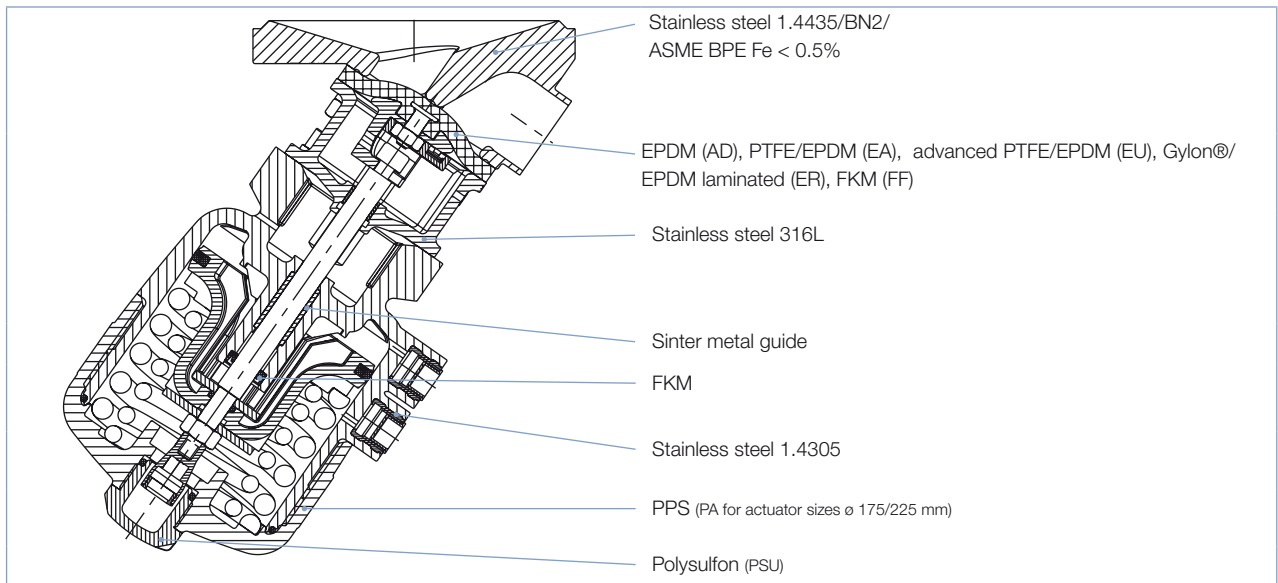 Stainless steel 1.4435/BN2/
ASME BPE Fe < 0.5%
EPDM (AD), PTFE/EPDM (EA), advanced PTFE/EPDM (EU), Gylon®/
EPDM laminated (ER), FKM (FF)
Stainless steel 316L
Sinter metal guide
FKM
Stainless steel 1.4305
PPS (PA for actuator sizes ø 175/225 mm)
Polysulfon (PSU)